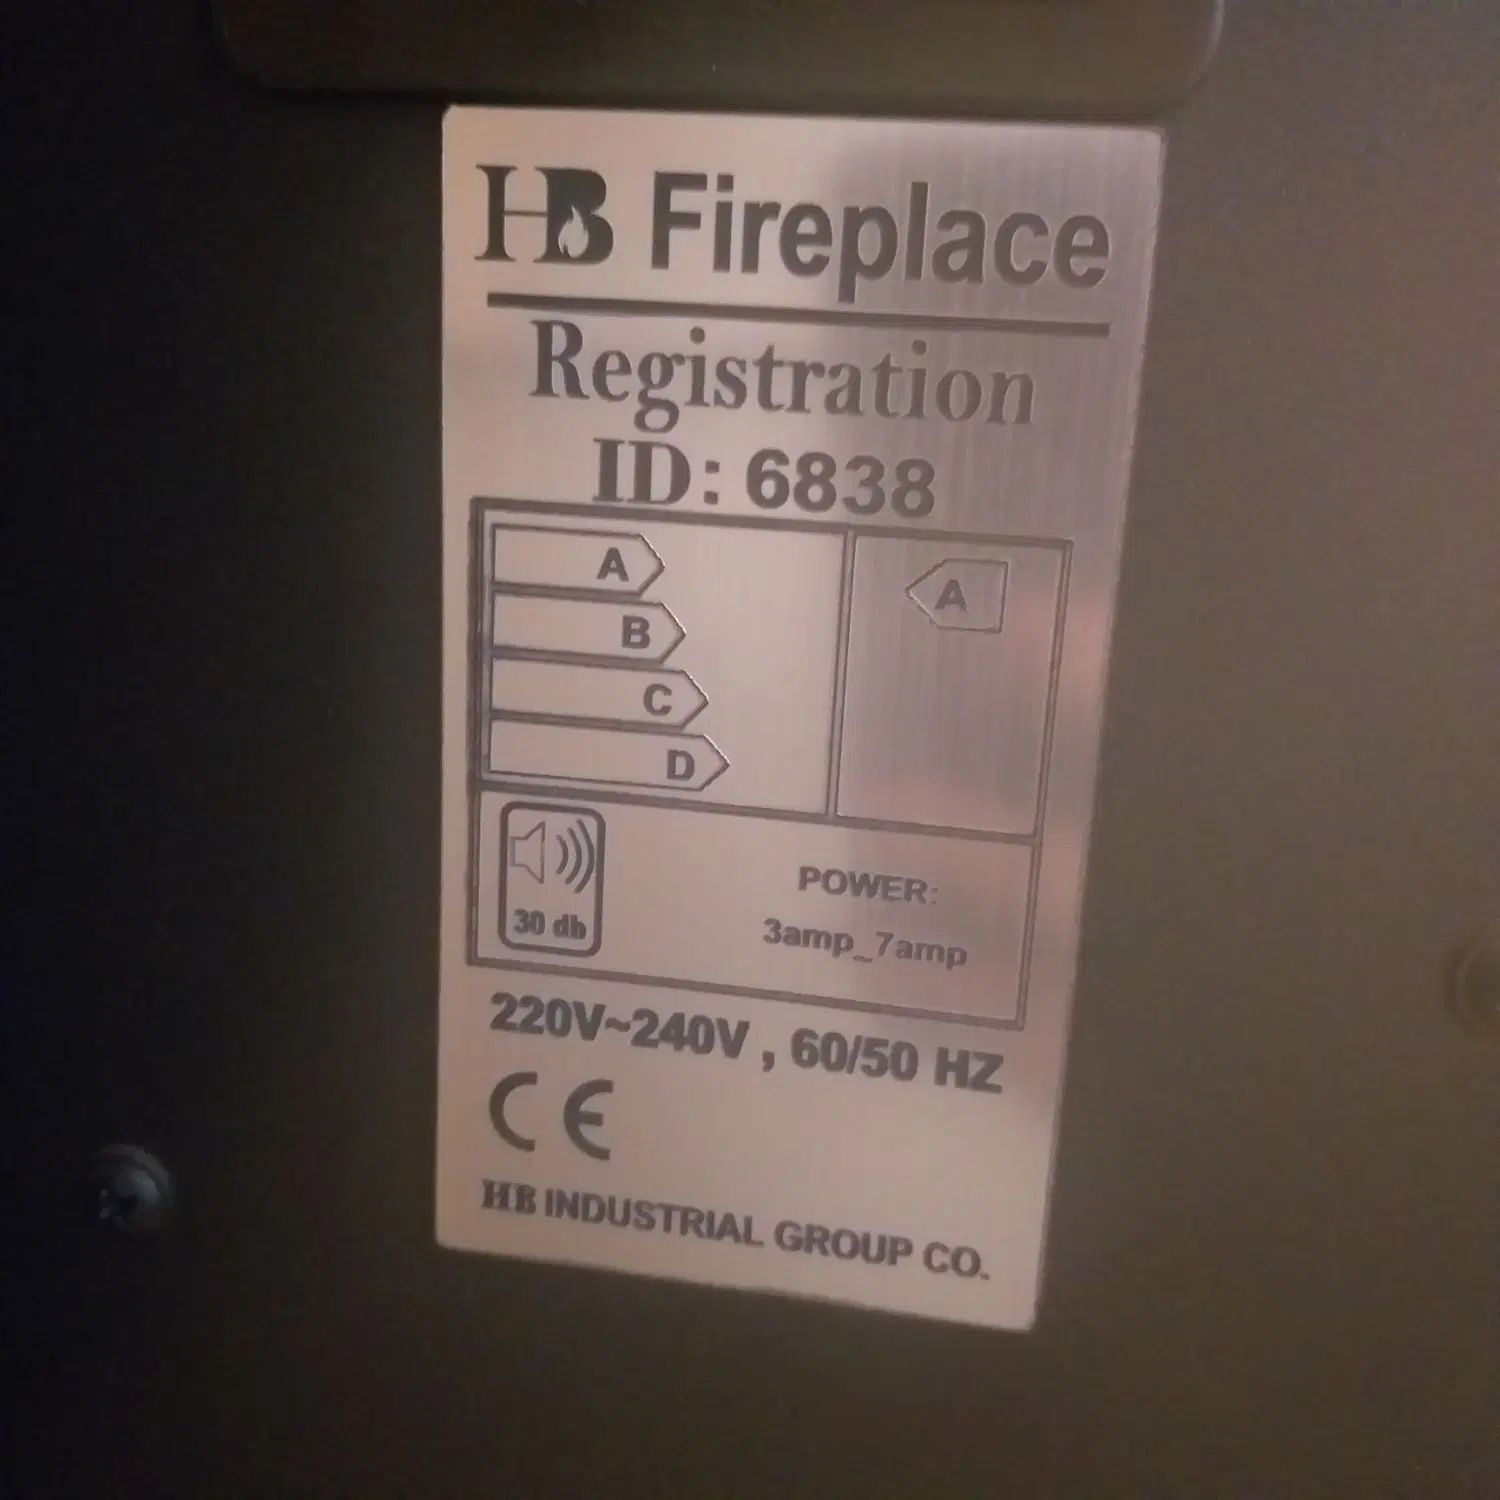 HB Fireplace
Registration
ID: 6838
A
A
B
C
D
30 db
POWER:
3amp_7amp
220V~240V , 60/50 HZ
CE
HB INDUSTRIAL GROUP CO.